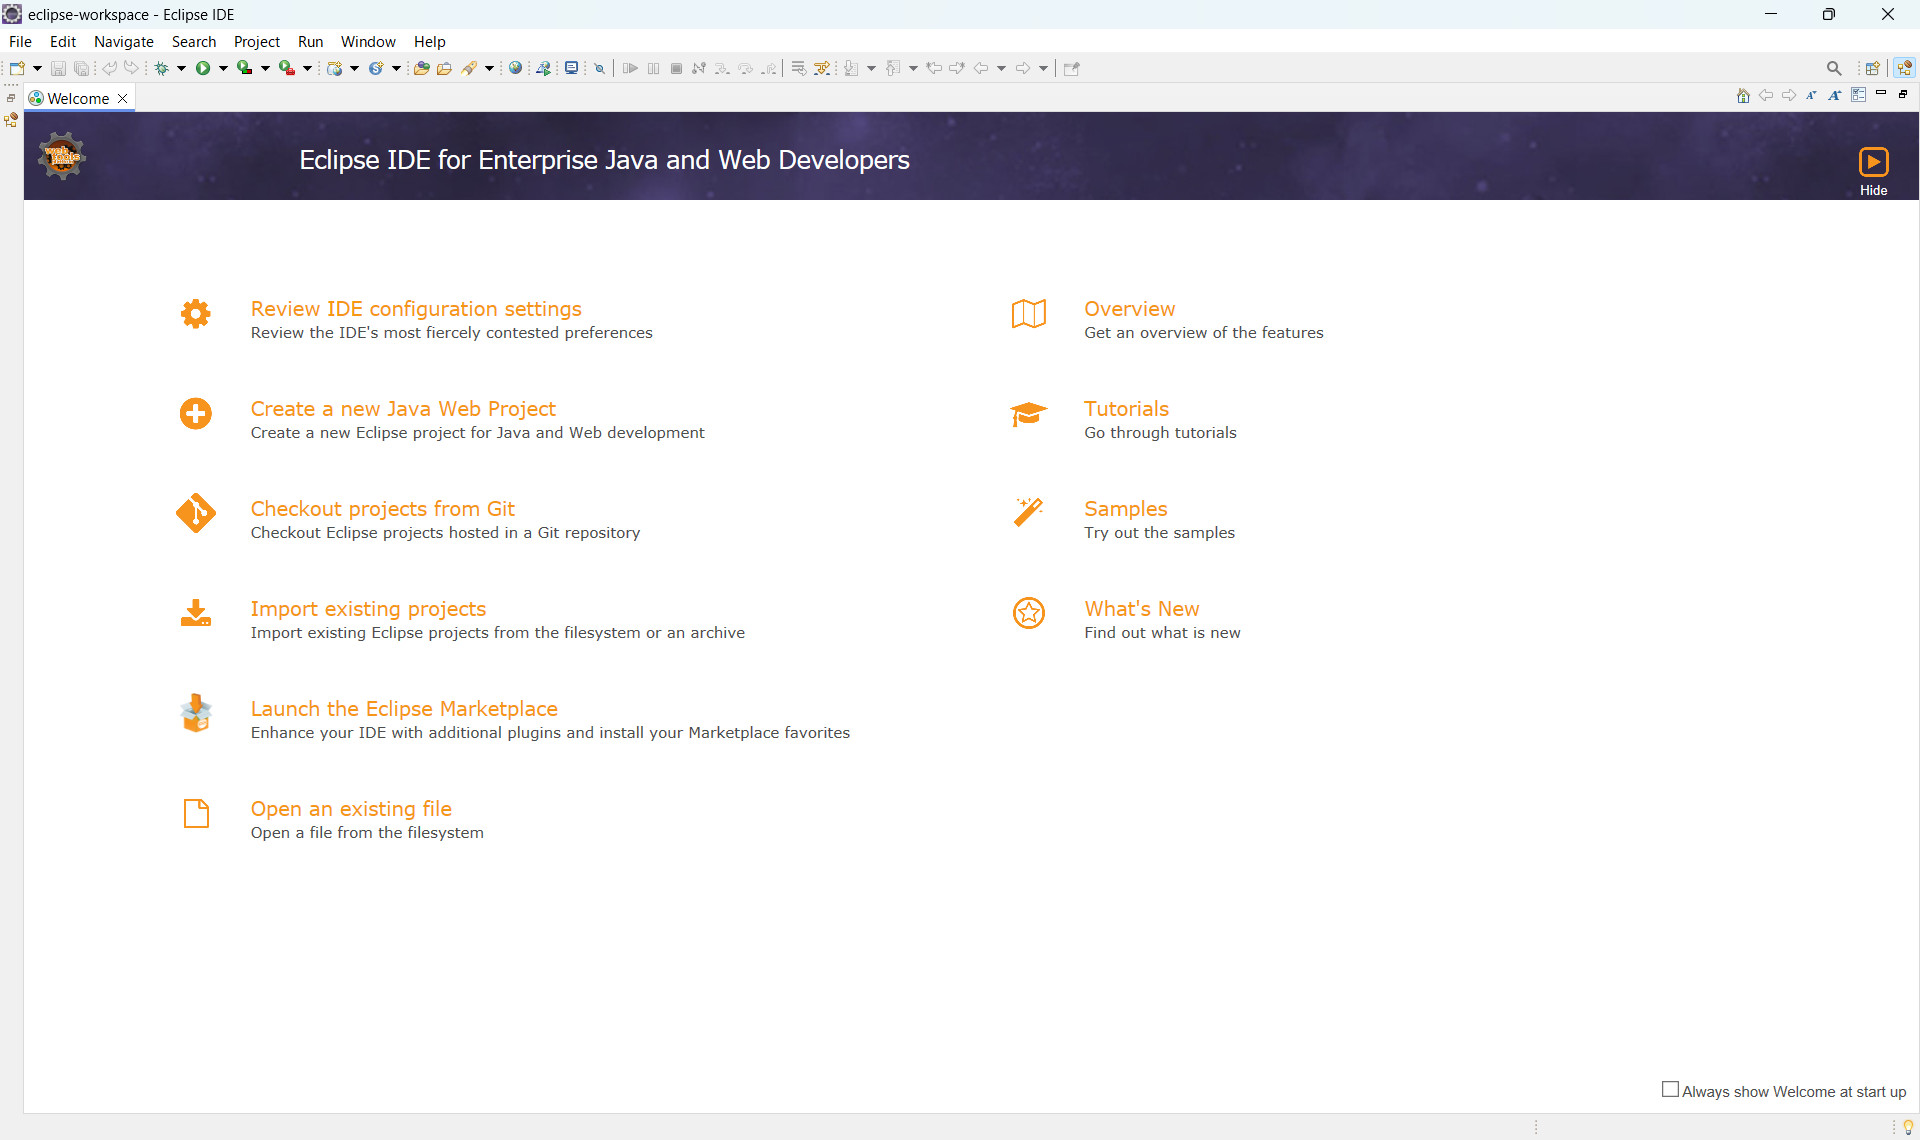 eclipse-workspace - Eclipse IDE
File Edit Navigate Search Project Run Window Help
Welcome
web tools
Eclipse IDE for Enterprise Java and Web Developers
Hide
Review IDE configuration settings
Review the IDE's most fiercely contested preferences
Create a new Java Web Project
Create a new Eclipse project for Java and Web development
Checkout projects from Git
Checkout Eclipse projects hosted in a Git repository
Import existing projects
Import existing Eclipse projects from the filesystem or an archive
Launch the Eclipse Marketplace
Enhance your IDE with additional plugins and install your Marketplace favorites
Open an existing file
Open a file from the filesystem
Overview
Get an overview of the features
Tutorials
Go through tutorials
Samples
Try out the samples
What's New
Find out what is new
Always show Welcome at start up